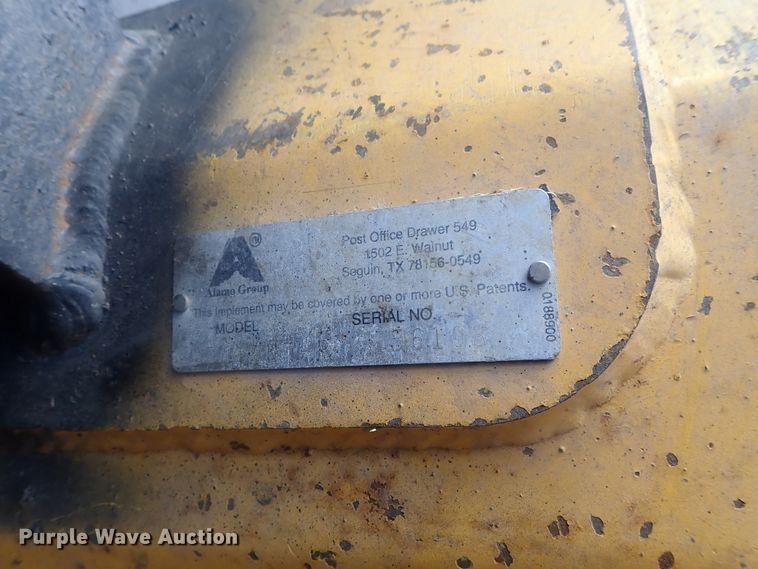 TM
Alamo Group
Post Office Drawer 549
1502 E. Walnut
Seguin, TX 78156-0549
This implement may be covered by one or more U.S. Patents.
MODEL SERIAL NO.
0188900
Purple Wave Auction®